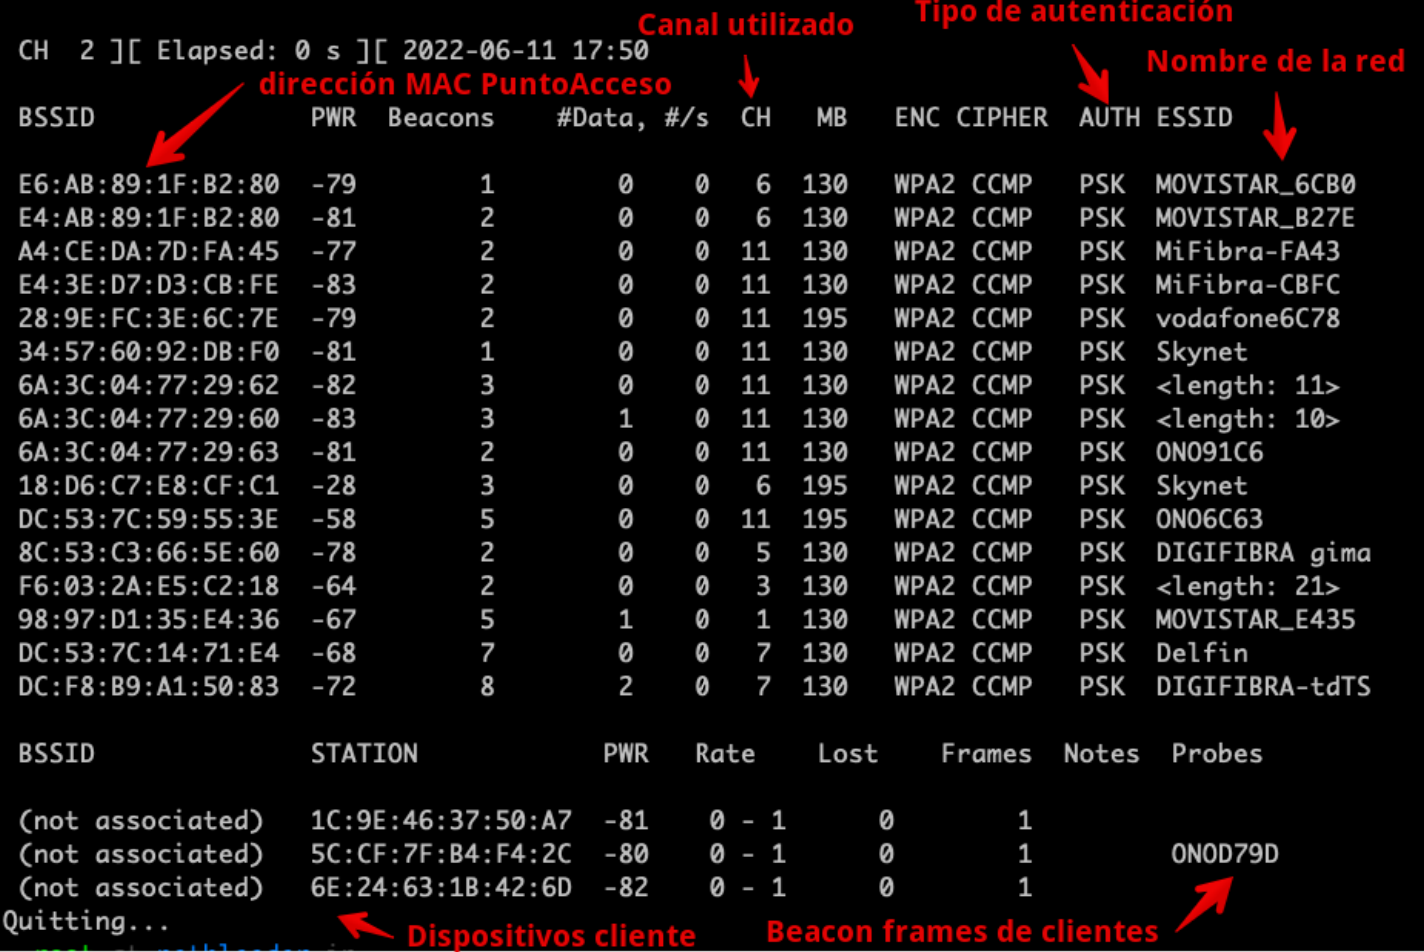 Tipo de autenticación
Canal utilizado
CH  2 ][ Elapsed: 0 s ][ 2022-06-11 17:50
Nombre de la red
dirección MAC PuntoAcceso
BSSID PWR Beacons #Data, #/s CH MB ENC CIPHER AUTH ESSID
E6:AB:89:1F:B2:80 -79 1 0 0 6 130 WPA2 CCMP PSK MOVISTAR_6CB0
E4:AB:89:1F:B2:80 -81 2 0 0 6 130 WPA2 CCMP PSK MOVISTAR_B27E
A4:CE:DA:7D:FA:45 -77 2 0 0 11 130 WPA2 CCMP PSK MiFibra-FA43
E4:3E:D7:D3:CB:FE -83 2 0 0 11 130 WPA2 CCMP PSK MiFibra-CBFC
28:9E:FC:3E:6C:7E -79 2 0 0 11 195 WPA2 CCMP PSK vodafone6C78
34:57:60:92:DB:F0 -81 1 0 0 11 130 WPA2 CCMP PSK Skynet
6A:3C:04:77:29:62 -82 3 0 0 11 130 WPA2 CCMP PSK <length: 11>
6A:3C:04:77:29:60 -83 3 1 0 11 130 WPA2 CCMP PSK <length: 10>
6A:3C:04:77:29:63 -81 2 0 0 11 130 WPA2 CCMP PSK ONO91C6
18:D6:C7:E8:CF:C1 -28 3 0 0 6 195 WPA2 CCMP PSK Skynet
DC:53:7C:59:55:3E -58 5 0 0 11 195 WPA2 CCMP PSK ONO6C63
8C:53:C3:66:5E:60 -78 2 0 0 5 130 WPA2 CCMP PSK DIGIFIBRA gima
F6:03:2A:E5:C2:18 -64 2 0 0 3 130 WPA2 CCMP PSK <length: 21>
98:97:D1:35:E4:36 -67 5 1 0 1 130 WPA2 CCMP PSK MOVISTAR_E435
DC:53:7C:14:71:E4 -68 7 0 0 7 130 WPA2 CCMP PSK Delfin
DC:F8:B9:A1:50:83 -72 8 2 0 7 130 WPA2 CCMP PSK DIGIFIBRA-tdTS
BSSID STATION PWR Rate Lost Frames Notes Probes
(not associated) 1C:9E:46:37:50:A7 -81 0 - 1 0 1
(not associated) 5C:CF:7F:B4:F4:2C -80 0 - 1 0 1 ONOD79D
(not associated) 6E:24:63:1B:42:6D -82 0 - 1 0 1
Quitting...
Dispositivos cliente
Beacon frames de clientes